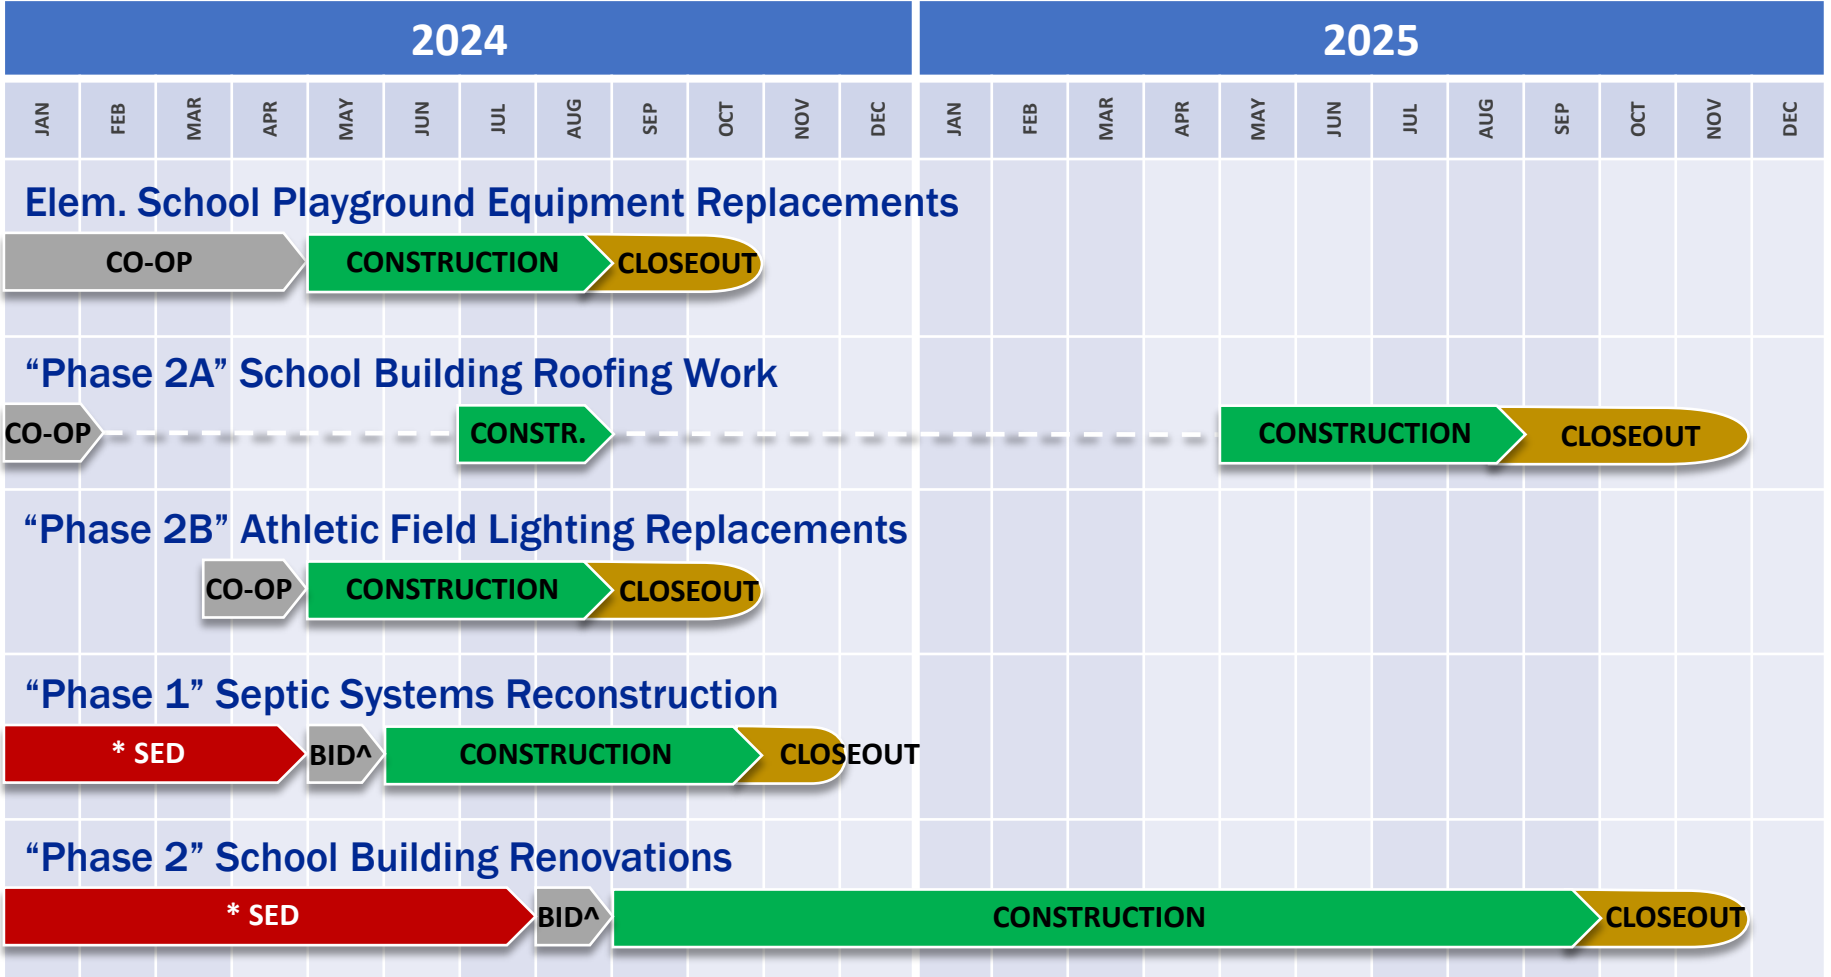 2024 2025
JAN FEB MAR APR MAY JUN JUL AUG SEP OCT NOV DEC JAN FEB MAR APR MAY JUN JUL AUG SEP OCT NOV DEC
Elem. School Playground Equipment Replacements
CO-OP CONSTRUCTION CLOSEOUT
“Phase 2A” School Building Roofing Work
CO-OP CONSTR. CONSTRUCTION CLOSEOUT
“Phase 2B” Athletic Field Lighting Replacements
CO-OP CONSTRUCTION CLOSEOUT
“Phase 1” Septic Systems Reconstruction
* SED BID^ CONSTRUCTION CLOSEOUT
“Phase 2” School Building Renovations
* SED BID^ CONSTRUCTION CLOSEOUT